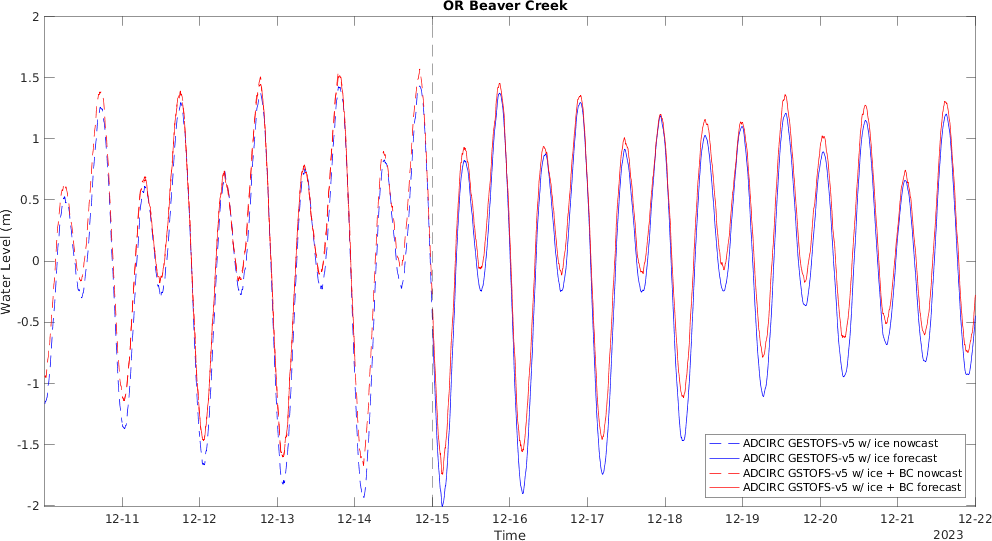 OR Beaver Creek
2
1.5
1
0.5
0
-0.5
-1
-1.5
-2
Water Level (m)
12-11 12-12 12-13 12-14 12-15 12-16 12-17 12-18 12-19 12-20 12-21 12-22
Time
2023
ADCIRC GESTOFS-v5 w/ ice nowcast
ADCIRC GESTOFS-v5 w/ ice forecast
ADCIRC GSTOFS-v5 w/ ice + BC nowcast
ADCIRC GSTOFS-v5 w/ ice + BC forecast